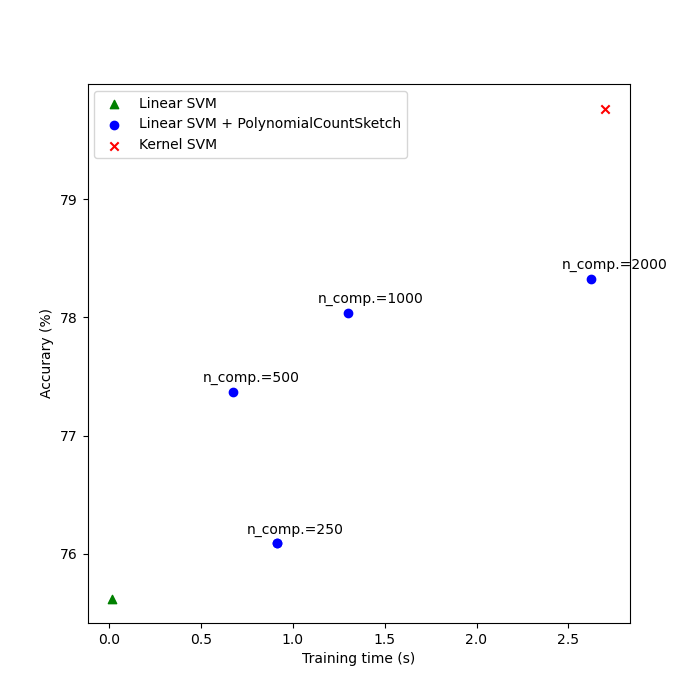 Linear SVM
Linear SVM + PolynomialCountSketch
Kernel SVM
79
n_comp.=2000
n_comp.=1000
78
n_comp.=500
77
n_comp.=250
76
Accurary (%)
0.0 0.5 1.0 1.5 2.0 2.5
Training time (s)